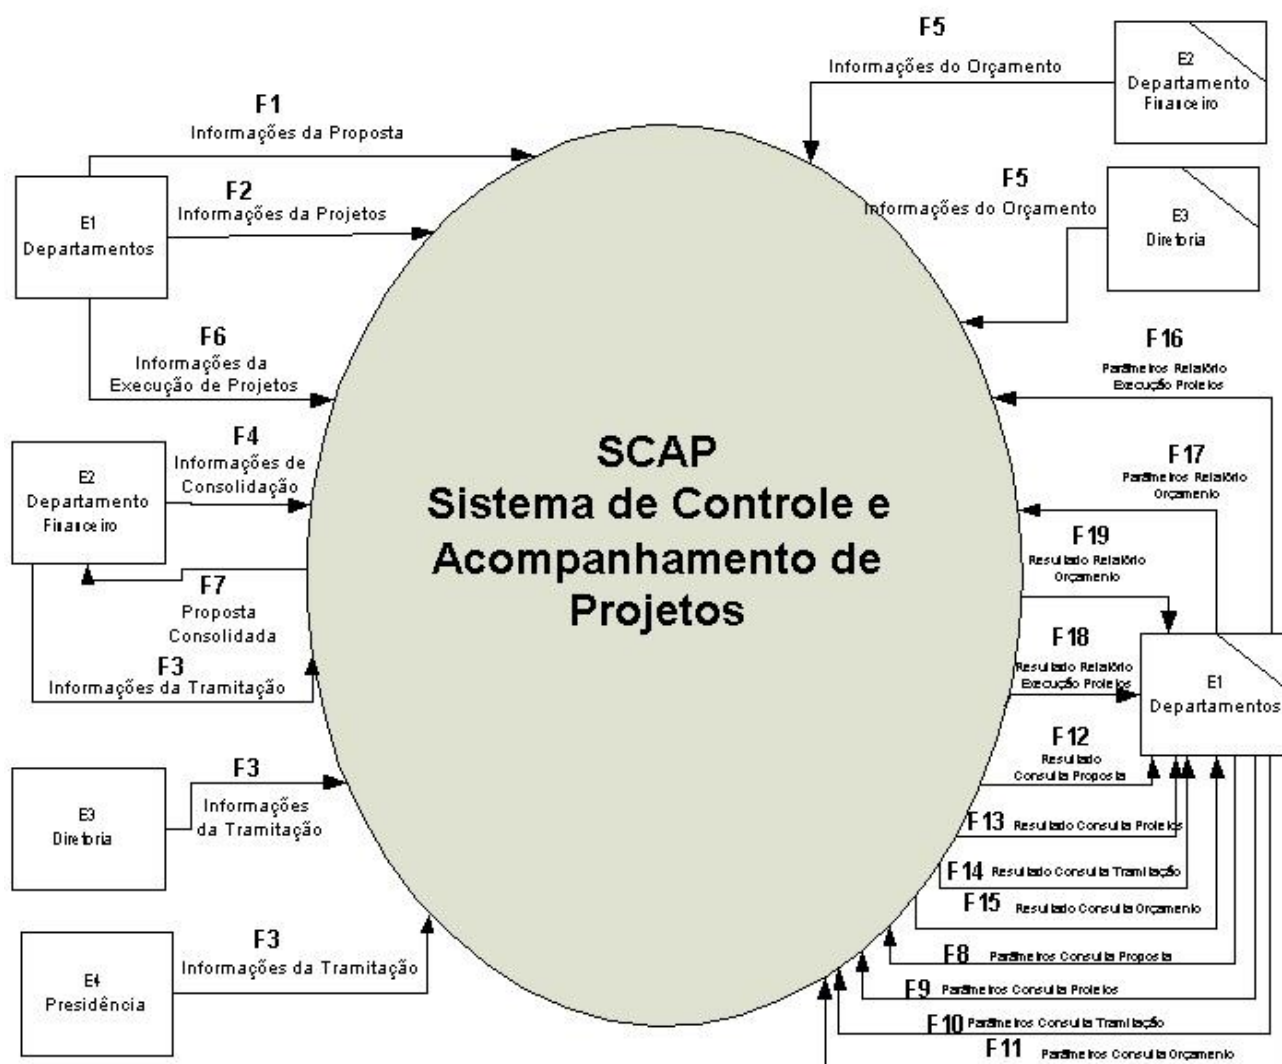 F5
Informações do Orçamento
E2
Departamento
Financeiro
F1
Informações da Proposta
F2
Informações da Projetos
E1
Departamentos
F5
Informações do Orçamento
E3
Diretoria
F6
Informações da
Execução de Projetos
F16
Parâmetros Relatório
Execução Projetos
F4
Informações de
Consolidação
E2
Departamento
Financeiro
SCAP
Sistema de Controle e
Acompanhamento de
Projetos
F17
Parâmetros Relatório
Orçamento
F19
Resultado Relatório
Orçamento
F7
Proposta
Consolidada
F3
Informações da Tramitação
F18
Resultado Relatório
Execução Projetos
E1
Departamentos
F12
Resultado
Consulta Proposta
F3
Informações
da Tramitação
E3
Diretoria
F13 Resultado Consulta Projetos
F14 Resultado Consulta Tramitação
F15 Resultado Consulta Orçamento
F3
Informações da Tramitação
E4
Presidência
F8 Parâmetros Consulta Proposta
F9 Parâmetros Consulta Projetos
F10 Parâmetros Consulta Tramitação
F11 Parâmetros Consulta Orçamento